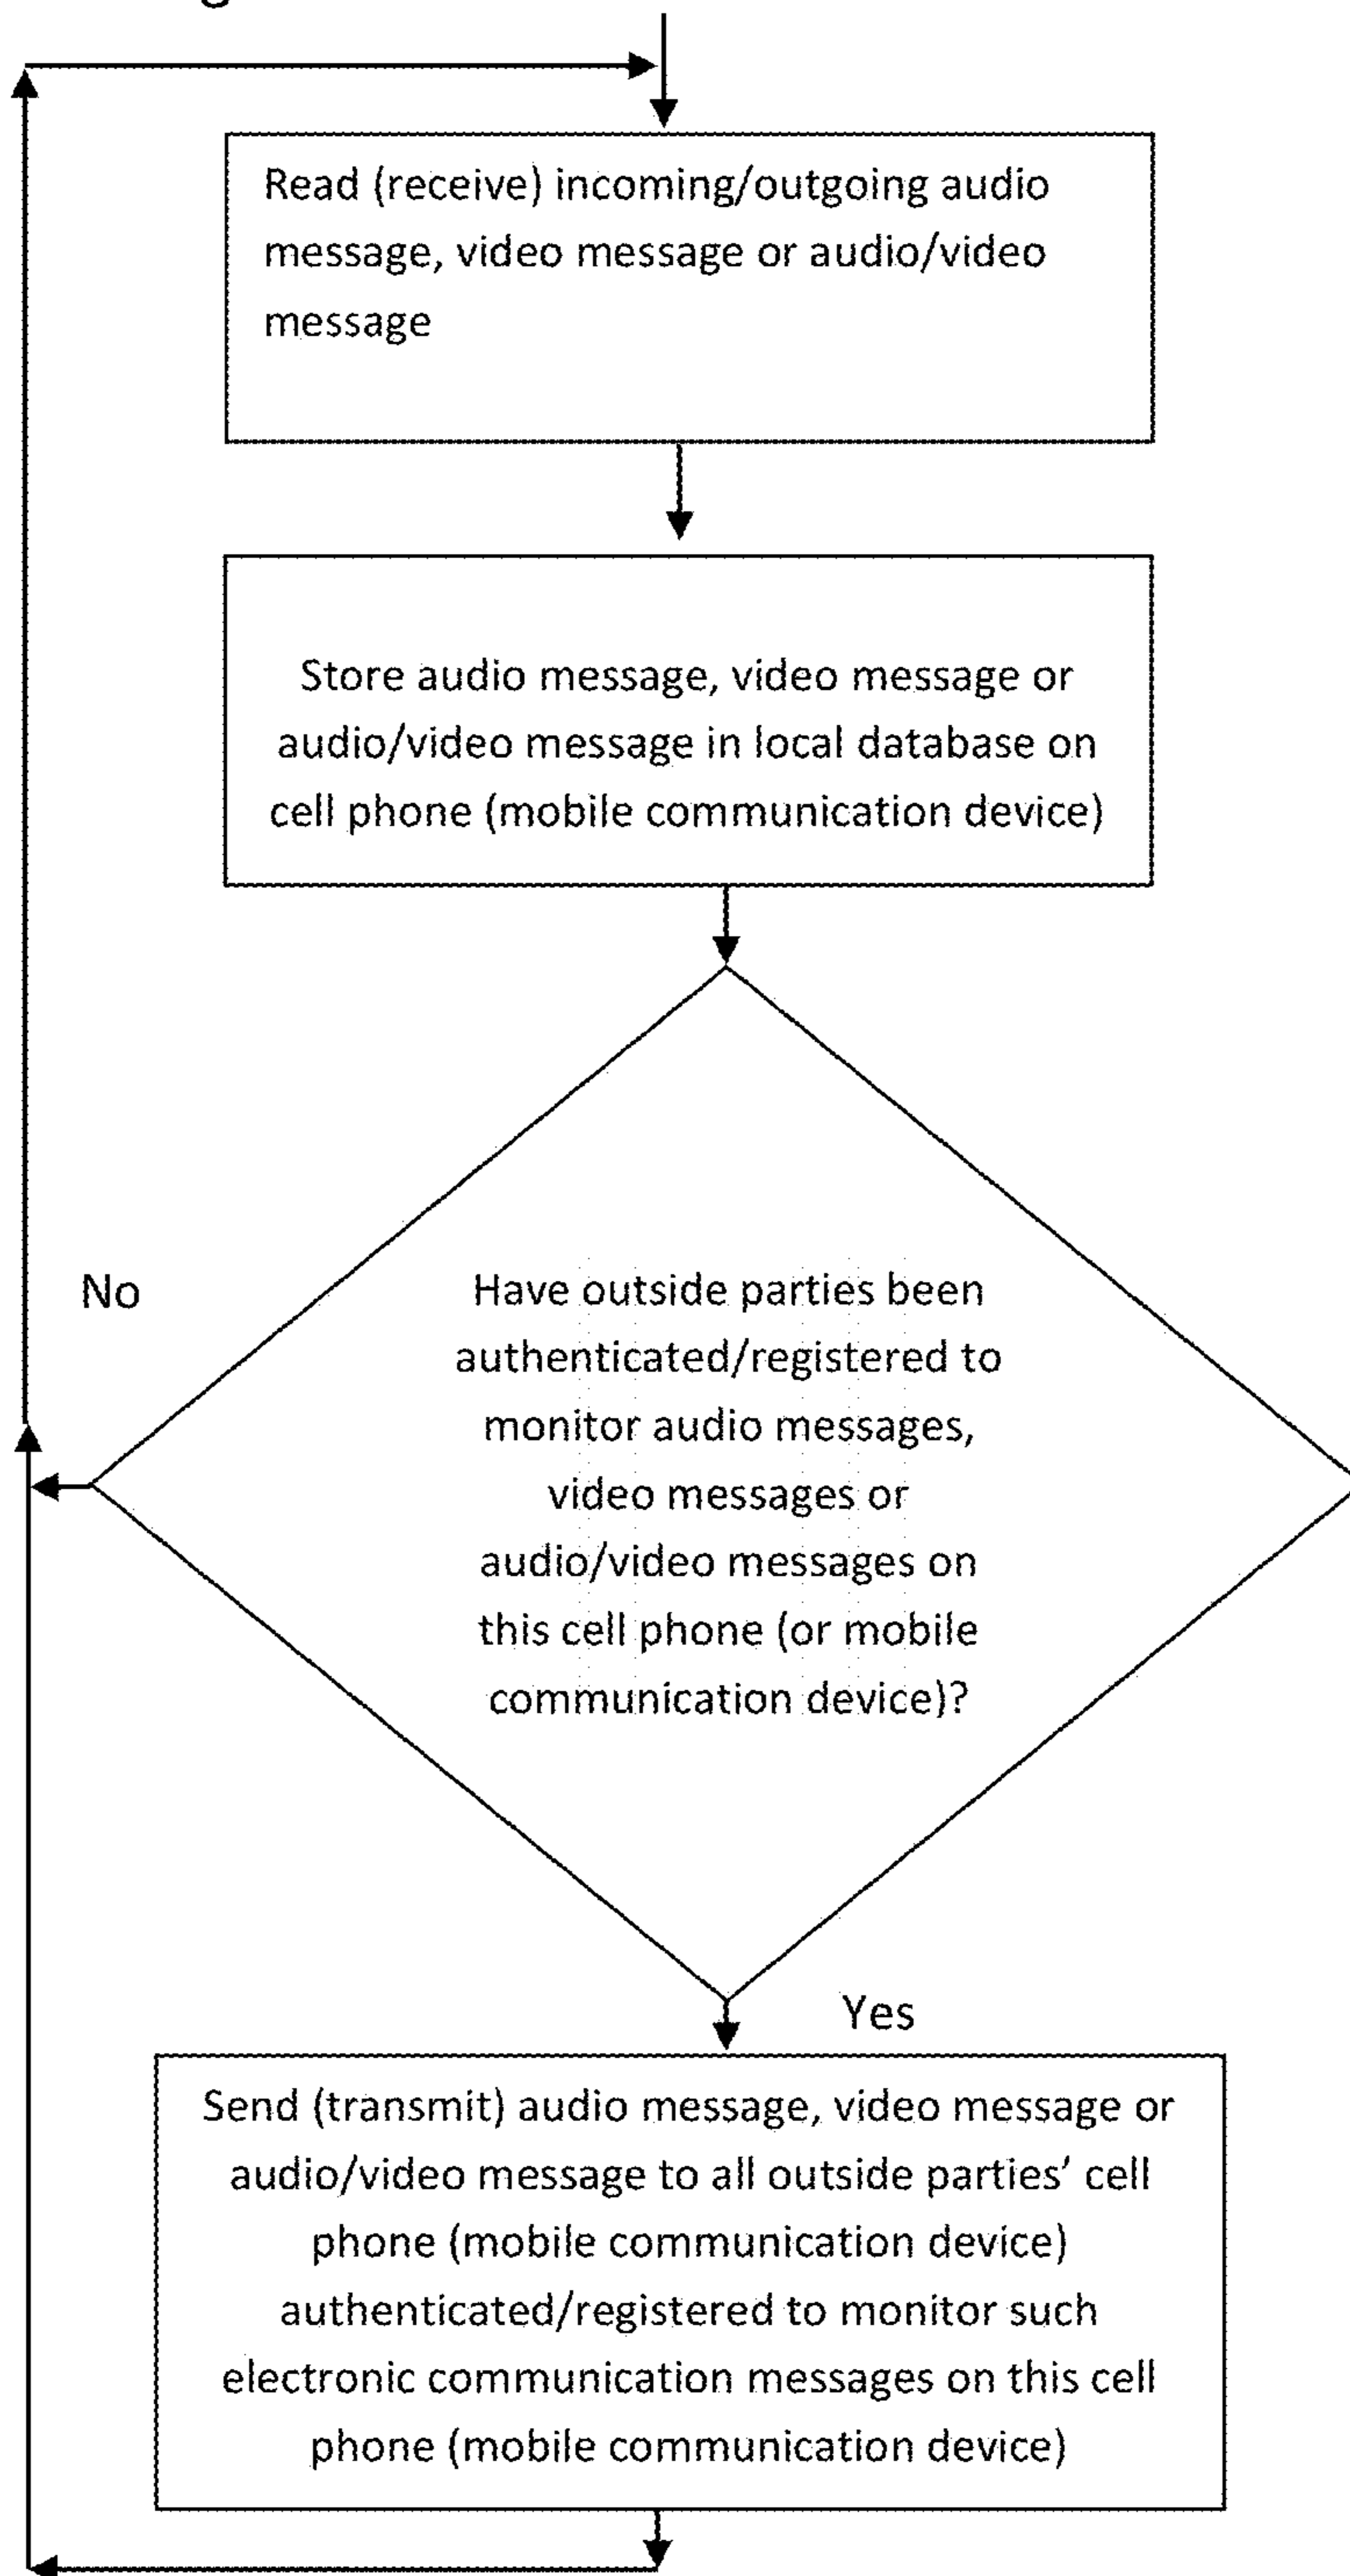 Read (receive) incoming/outgoing audio
message, video message or audio/video
message
Store audio message, video message or
audio/video message in local database on
cell phone (mobile communication device)
No
Have outside parties been
authenticated/registered to
monitor audio messages,
video messages or
audio/video messages on
this cell phone (or mobile
communication device)?
Yes
Send (transmit) audio message, video message or
audio/video message to all outside parties’ cell
phone (mobile communication device)
authenticated/registered to monitor such
electronic communication messages on this cell
phone (mobile communication device)